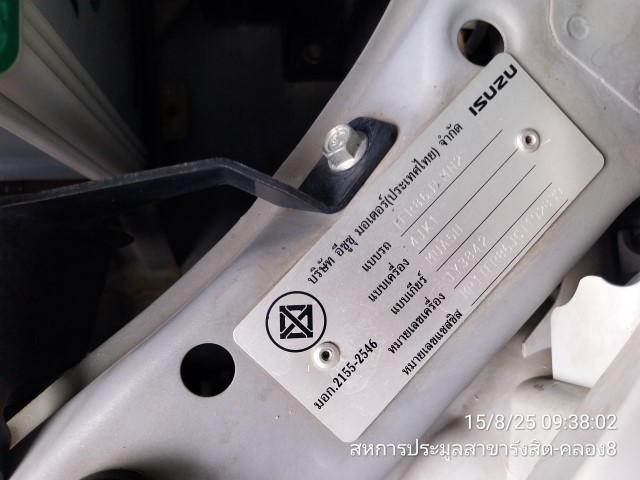 ISUZU
บริษัท อีซูซุ มอเตอร์(ประเทศไทย) จำกัด
แบบรถ
แบบเครื่อง 4JK1
แบบเกียร์ MUA5H
หมายเลขเครื่อง
หมายเลขแชสซีส์
มอก.2155-2546
15/8/25 09:38:02
สหการประมูลสาขารังสิต-คลอง8